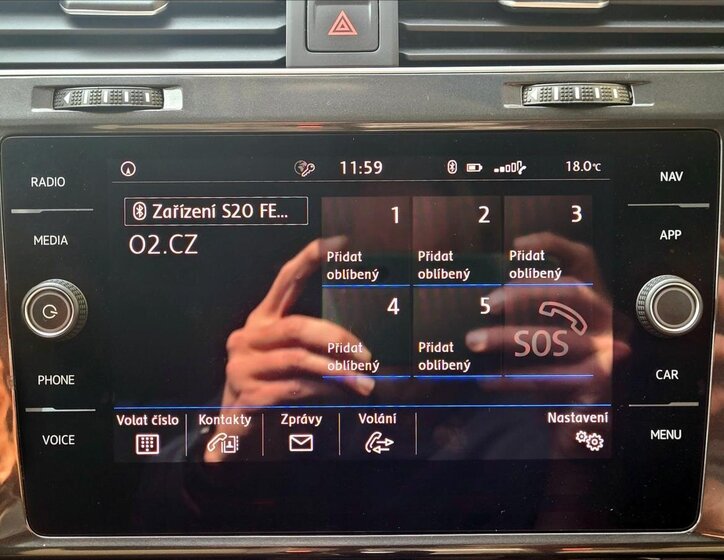 RADIO
MEDIA
PHONE
VOICE
11:59
18.0°C
Zařízení S20 FE...
O2.CZ
1
Přidat
oblíbený
2
Přidat
oblíbený
3
Přidat
oblíbený
4
Přidat
oblíbený
5
Přidat
oblíbený
SOS
Volat číslo
Kontakty
Zprávy
Volání
Nastavení
NAV
APP
CAR
MENU